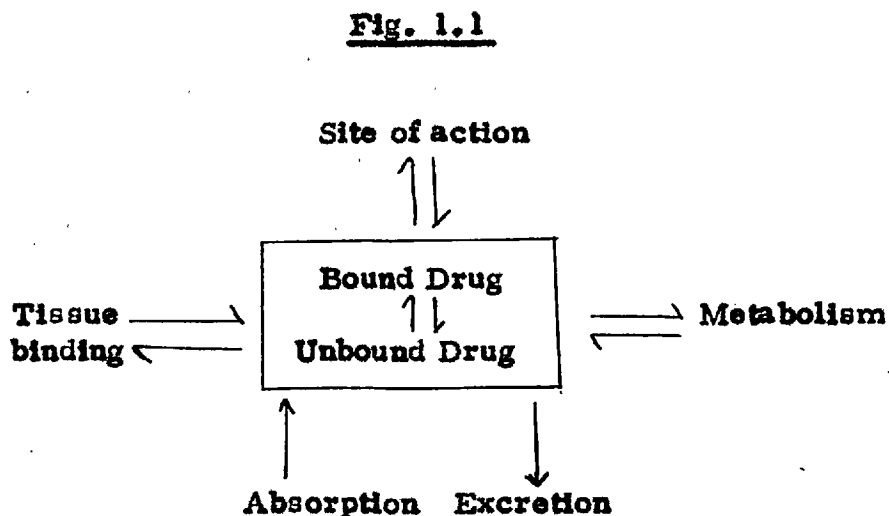 Fig. 1.1
Site of action
Bound Drug
Tissue
binding
Unbound Drug
Metabolism
Absorption Excretion